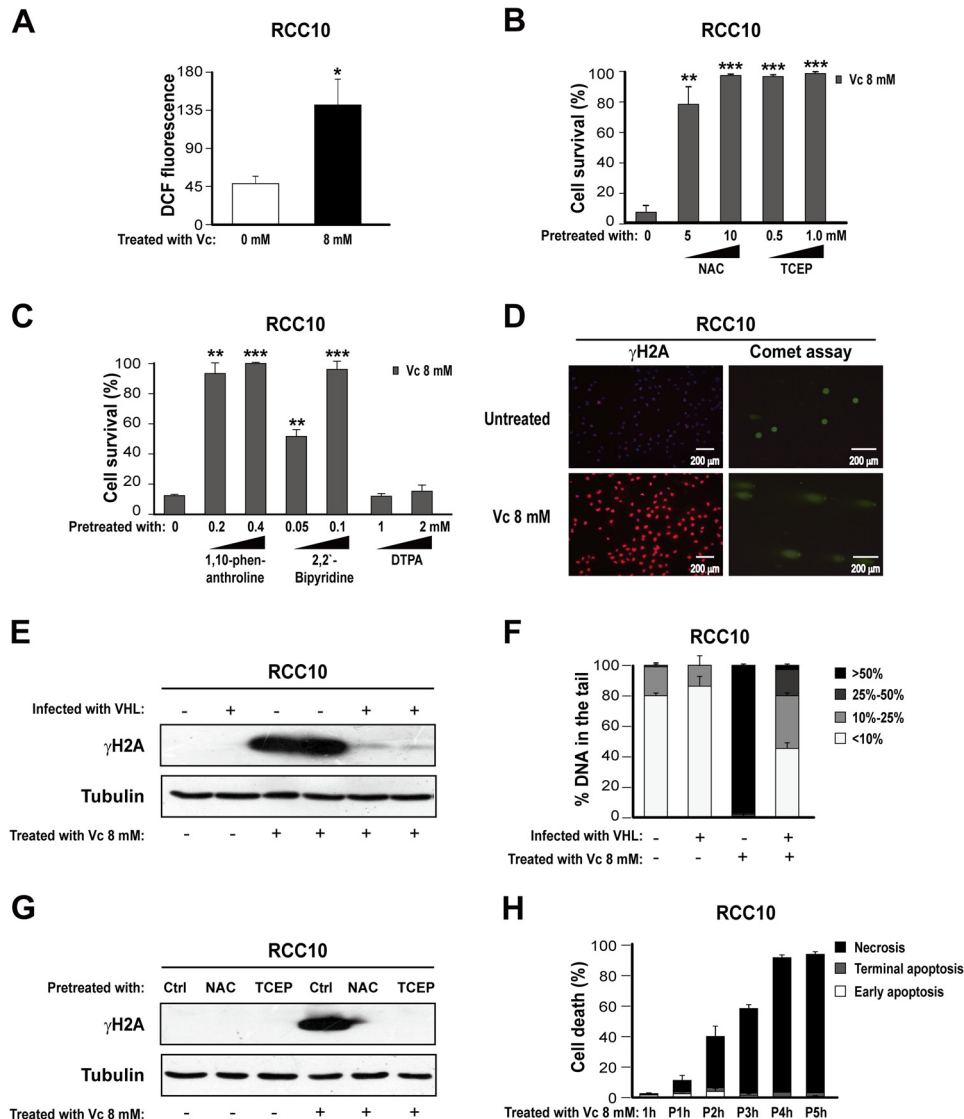 A
RCC10
DCF fluorescence
180
135
90
45
0
*
Treated with Vc: 0 mM 8 mM
B
RCC10
Cell survival (%)
100
80
60
40
20
0
** *** *** ***
Vc 8 mM
Pretreated with: 0 5 10 0.5 1.0 mM
NAC TCEP
C
RCC10
Cell survival (%)
100
80
60
40
20
0
** *** ** ***
Vc 8 mM
Pretreated with: 0 0.2 0.4 0.05 0.1 1 2 mM
1,10-phen-
anthroline
2,2`-
Bipyridine
DTPA
D
RCC10
γH2A Comet assay
Untreated
200 μm 200 μm
Vc 8 mM
200 μm 200 μm
E
RCC10
Infected with VHL: - + - - + +
γH2A
Tubulin
Treated with Vc 8 mM: - - + + + +
F
RCC10
% DNA in the tail
100
80
60
40
20
0
>50%
25%-50%
10%-25%
<10%
Infected with VHL: - + - +
Treated with Vc 8 mM: - - + +
G
RCC10
Pretreated with: Ctrl NAC TCEP Ctrl NAC TCEP
γH2A
Tubulin
Treated with Vc 8 mM: - - - + + +
H
RCC10
Cell death (%)
100
80
60
40
20
0
Necrosis
Terminal apoptosis
Early apoptosis
Treated with Vc 8 mM: 1h P1h P2h P3h P4h P5h